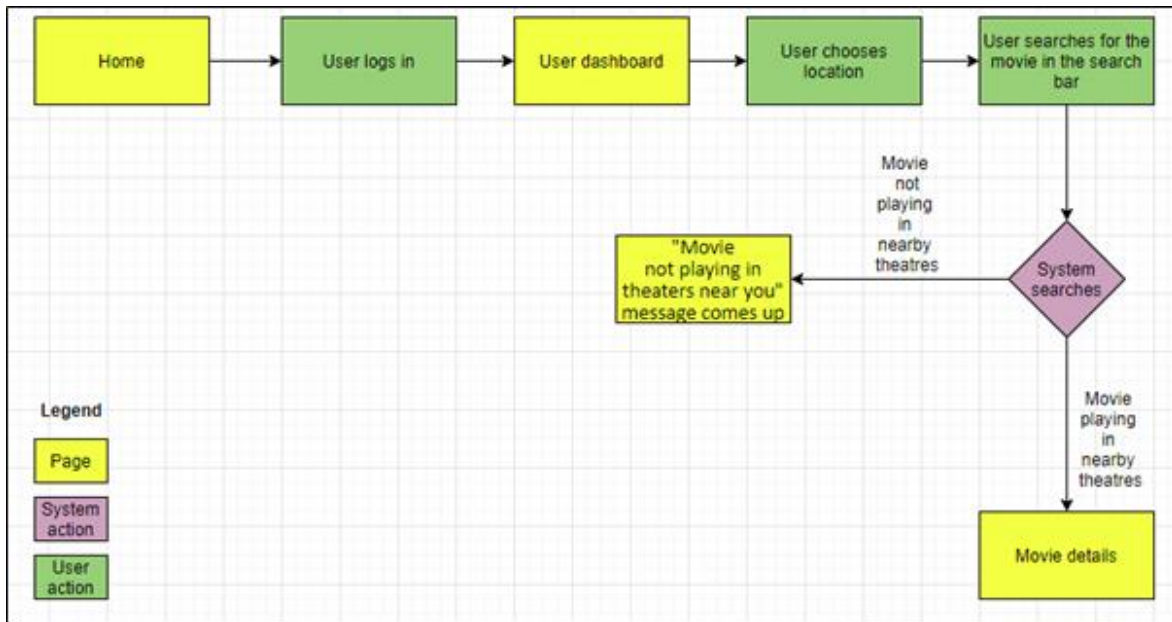 Home
User logs in
User dashboard
User chooses
location
User searches for the
movie in the search
bar
Movie
not
playing
in
nearby
theatres
"Movie
not playing in
theaters near you"
message comes up
System
searches
Movie
playing
in
nearby
theatres
Movie details
Legend
Page
System
action
User
action